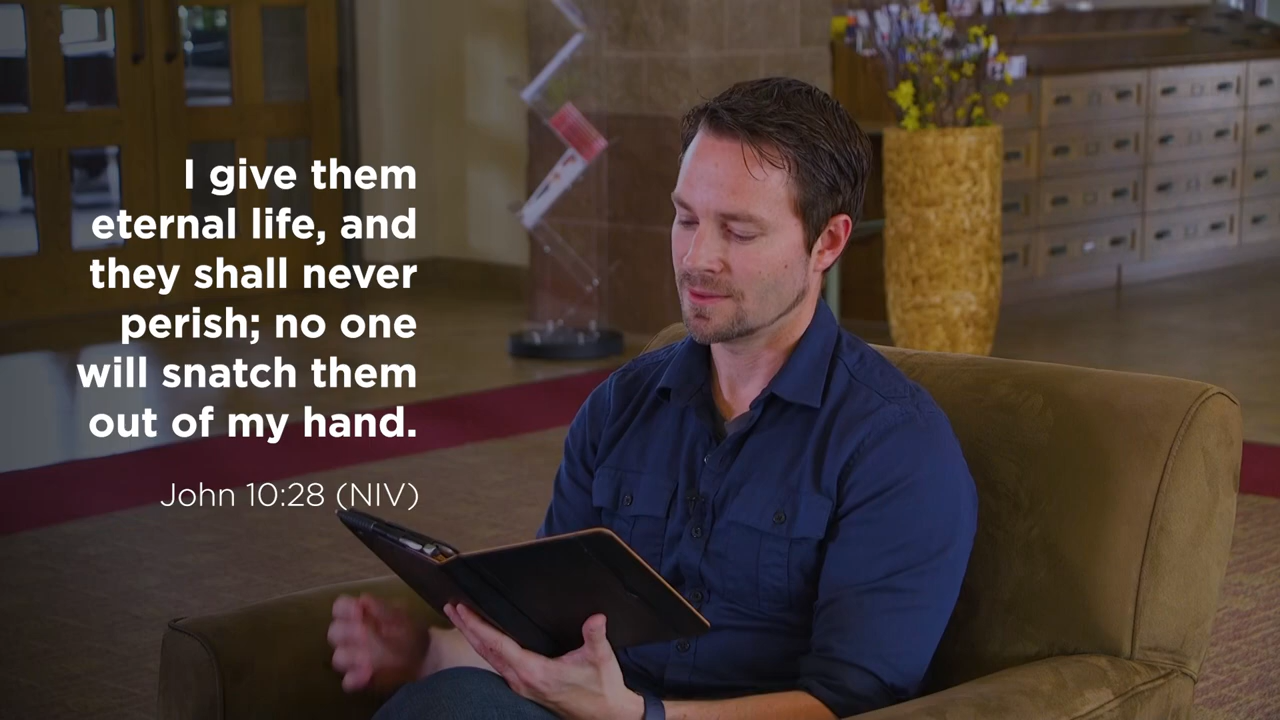 I give them
eternal life, and
they shall never
perish; no one
will snatch them
out of my hand.
John 10:28 (NIV)